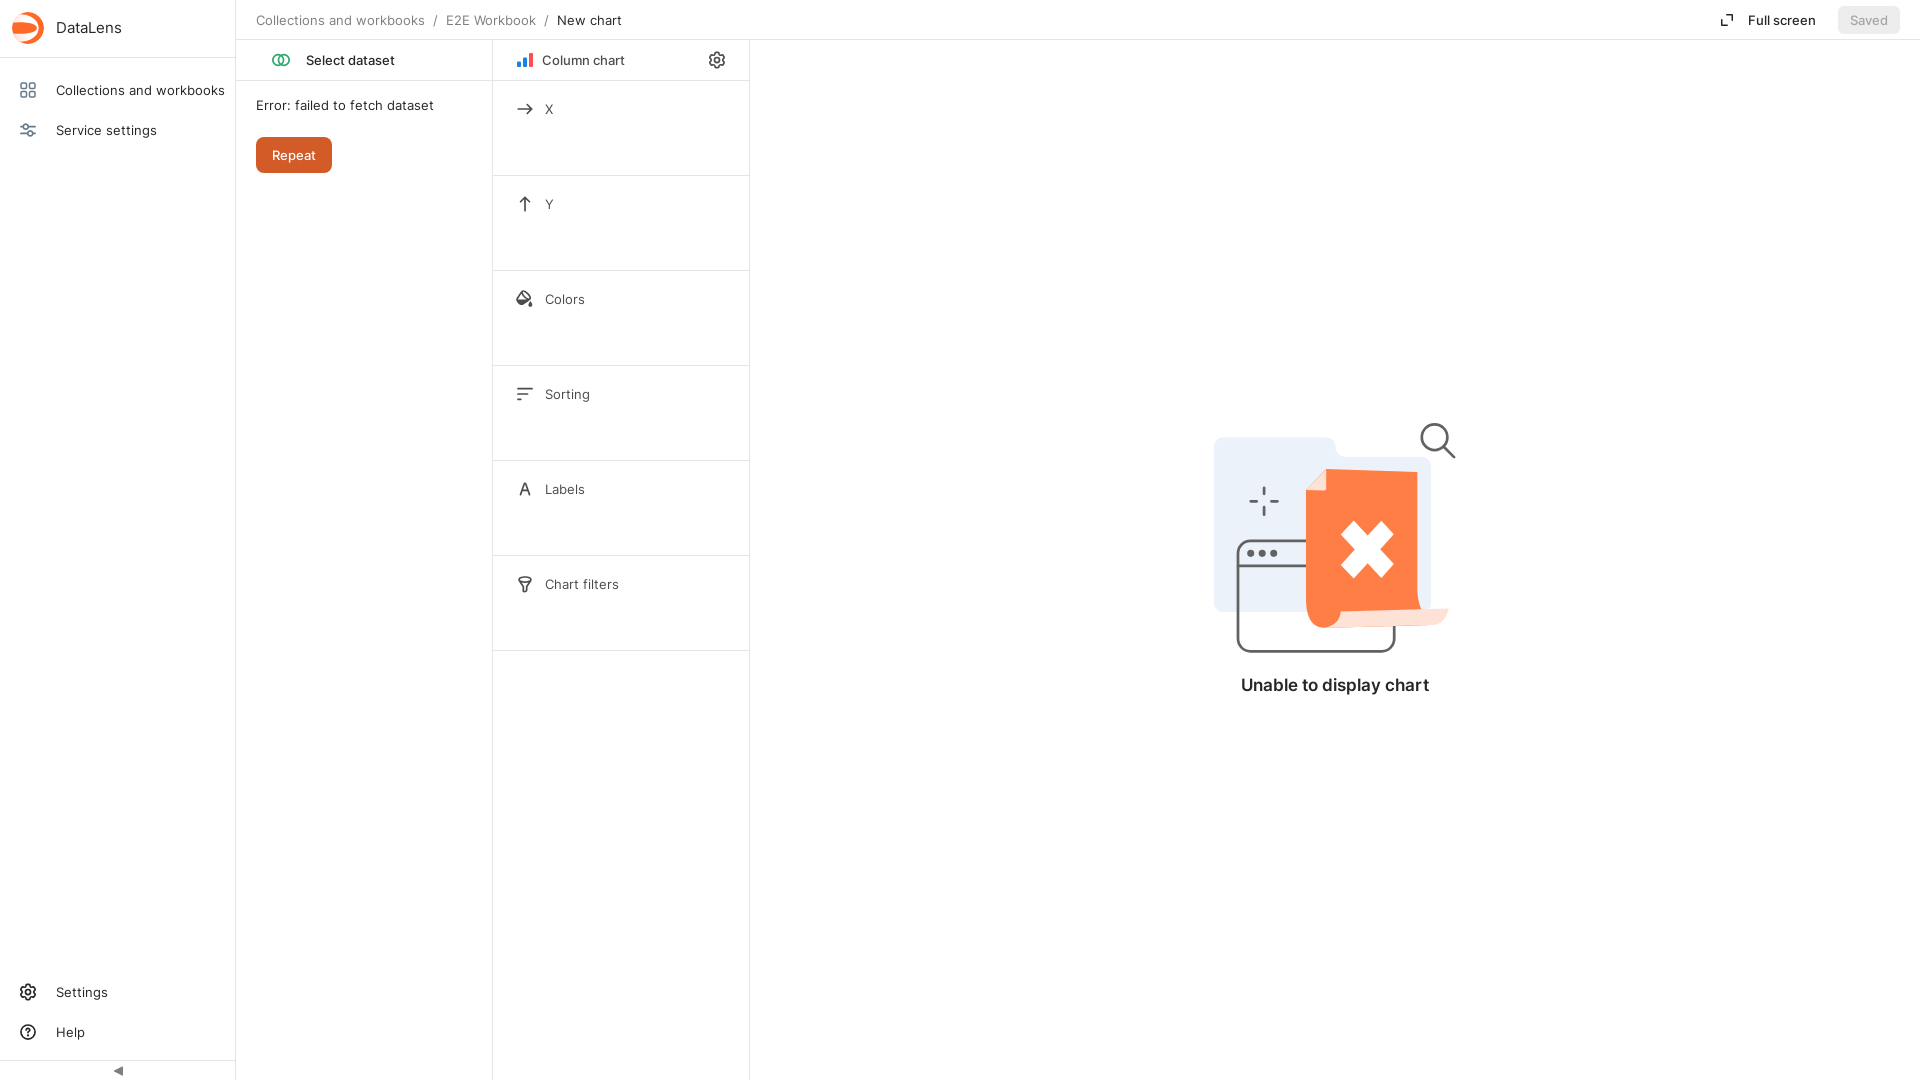 DataLens
Collections and workbooks
Service settings
Settings
Help
Collections and workbooks / E2E Workbook / New chart
Full screen
Saved
Select dataset
Error: failed to fetch dataset
Repeat
Column chart
X
Y
Colors
Sorting
Labels
Chart filters
Unable to display chart